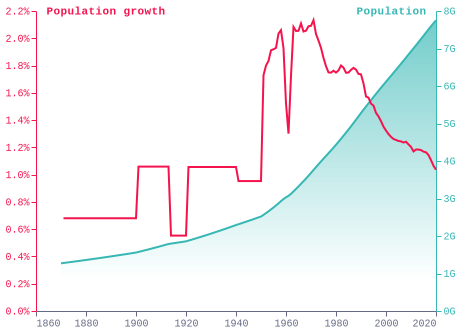 Population growth Population
2.2% 8G
2.0%
7G
1.8%
6G
1.6%
1.4%
5G
1.2%
4G
1.0%
3G
0.8%
0.6%
2G
0.4%
1G
0.2%
0.0% 0G
1860 1880 1900 1920 1940 1960 1980 2000 2020